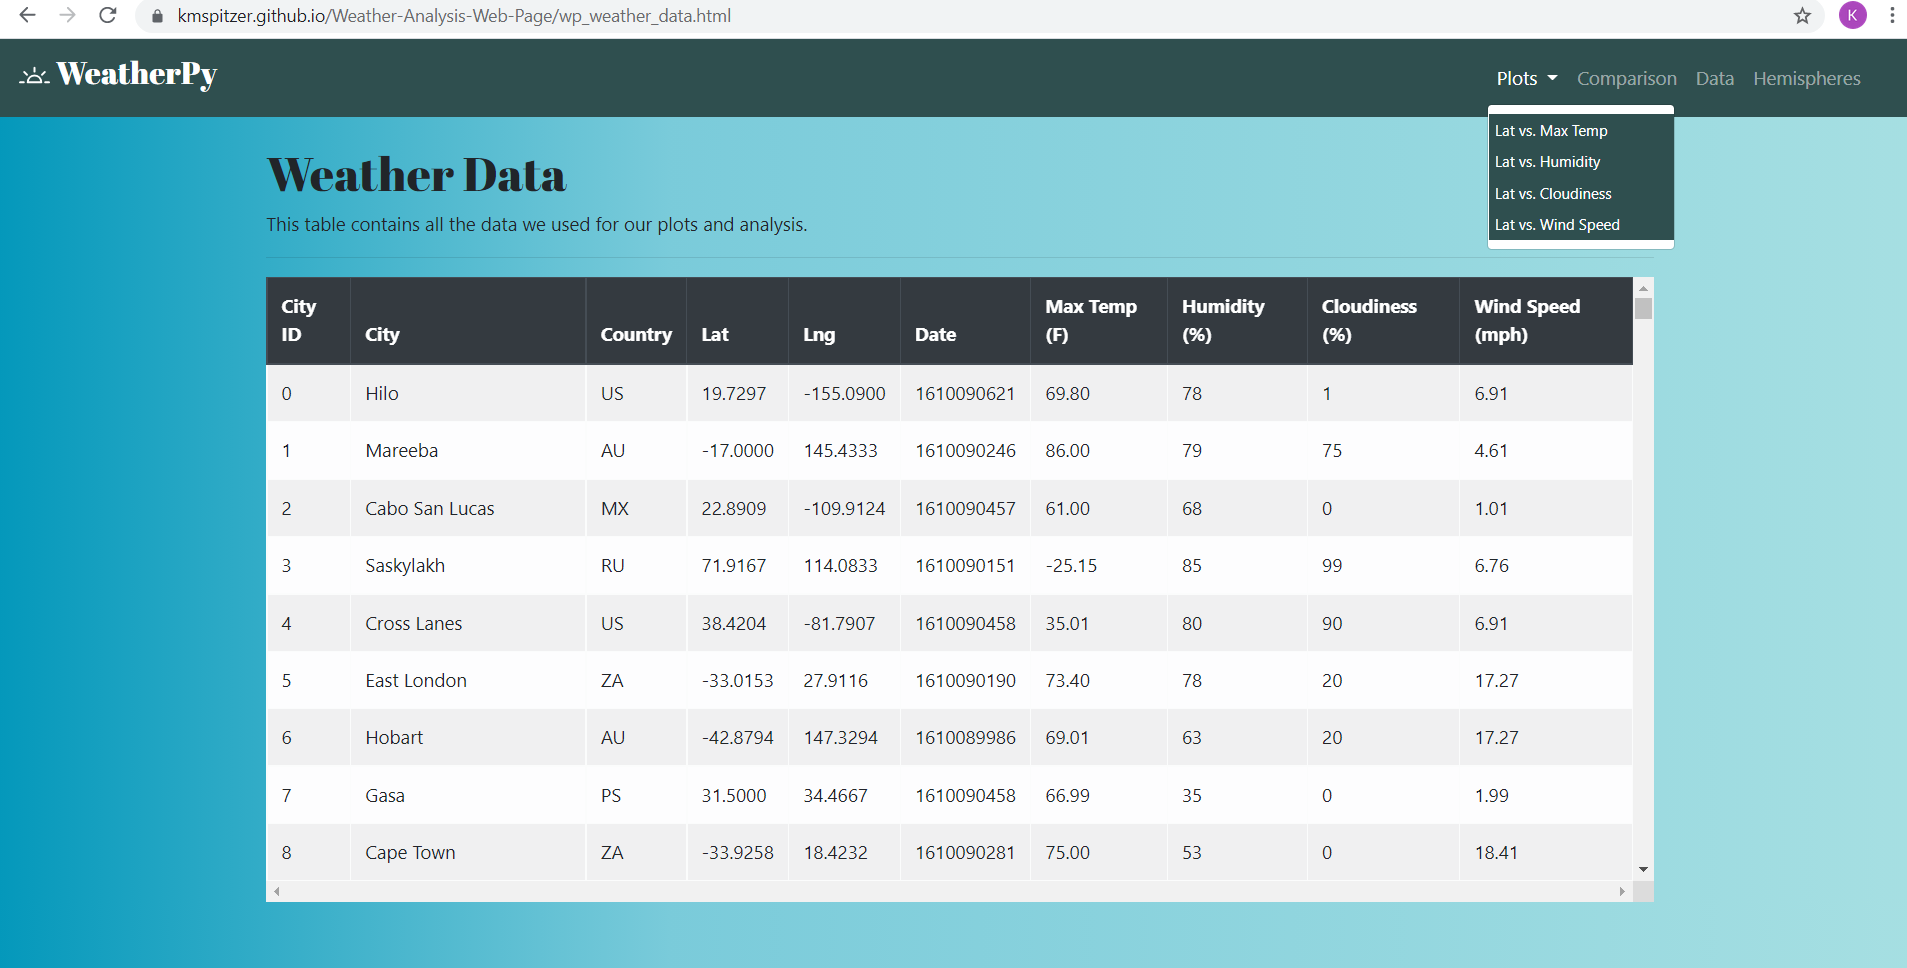 kmspitzer.github.io/Weather-Analysis-Web-Page/wp_weather_data.html
K
WeatherPy
Plots Comparison Data Hemispheres
Lat vs. Max Temp
Lat vs. Humidity
Lat vs. Cloudiness
Lat vs. Wind Speed
Weather Data
This table contains all the data we used for our plots and analysis.
City ID City Country Lat Lng Date Max Temp (F) Humidity (%) Cloudiness (%) Wind Speed (mph)
0 Hilo US 19.7297 -155.0900 1610090621 69.80 78 1 6.91
1 Mareeba AU -17.0000 145.4333 1610090246 86.00 79 75 4.61
2 Cabo San Lucas MX 22.8909 -109.9124 1610090457 61.00 68 0 1.01
3 Saskylakh RU 71.9167 114.0833 1610090151 -25.15 85 99 6.76
4 Cross Lanes US 38.4204 -81.7907 1610090458 35.01 80 90 6.91
5 East London ZA -33.0153 27.9116 1610090190 73.40 78 20 17.27
6 Hobart AU -42.8794 147.3294 1610089986 69.01 63 20 17.27
7 Gasa PS 31.5000 34.4667 1610090458 66.99 35 0 1.99
8 Cape Town ZA -33.9258 18.4232 1610090281 75.00 53 0 18.41